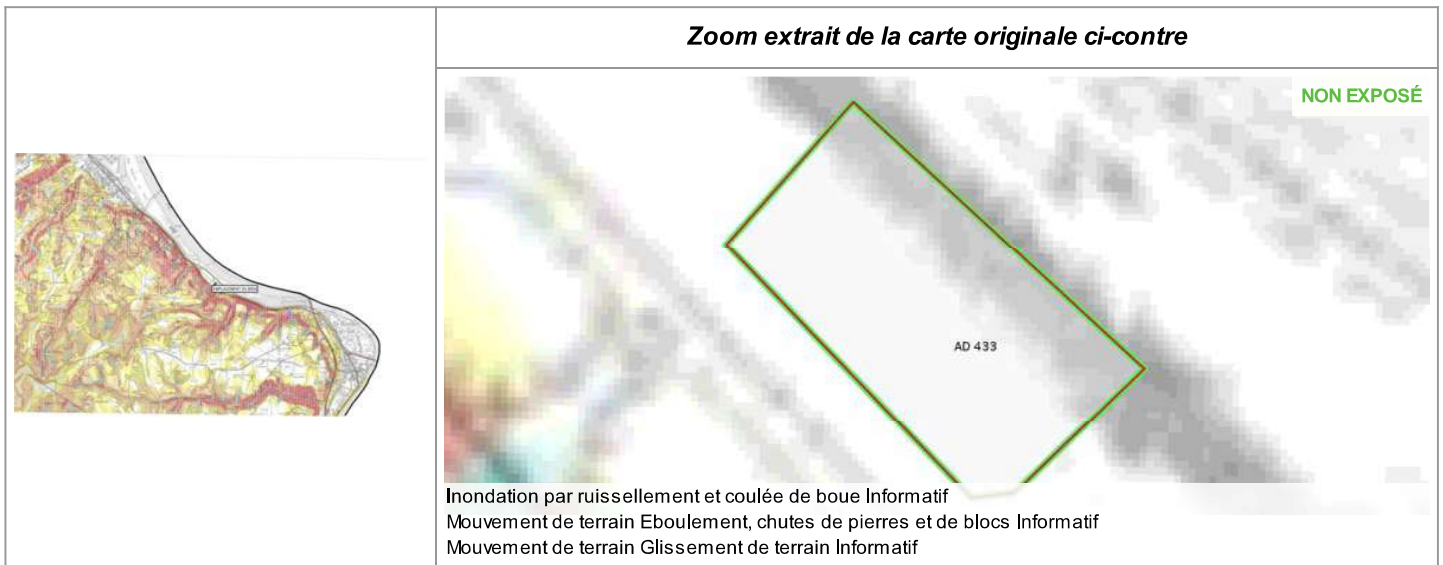 Zoom extrait de la carte originale ci-contre
NON EXPOSÉ
AD 433
Inondation par ruissellement et coulée de boue Informatif
Mouvement de terrain Eboulement, chutes de pierres et de blocs Informatif
Mouvement de terrain Glissement de terrain Informatif